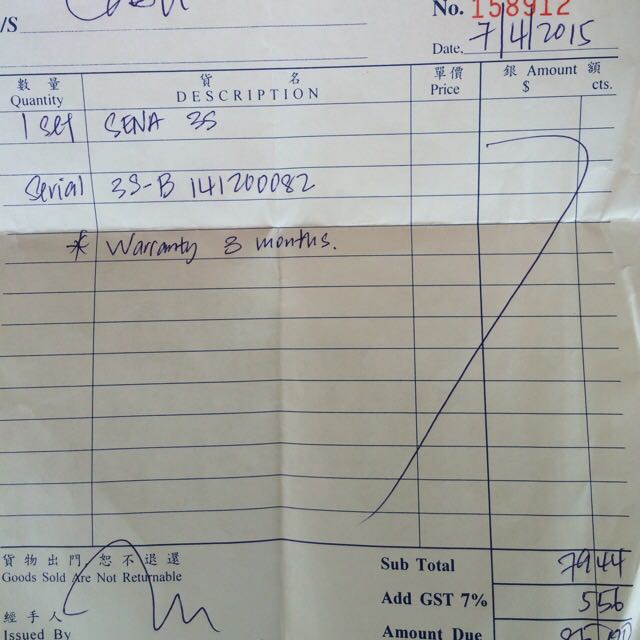 No. 158912
/S
Date, 7/4/2015
數量 貨名 單價 銀 Amount 額
Quantity DESCRIPTION Price $ cts.
1 set SENA 3S
Serial 3S-B 141200082
* Warranty 8 months.
貨物出門，恕不退還
Goods Sold Are Not Returnable
Sub Total 79 44
Add GST 7% 5 56
經手人
Issued By
Amount Due